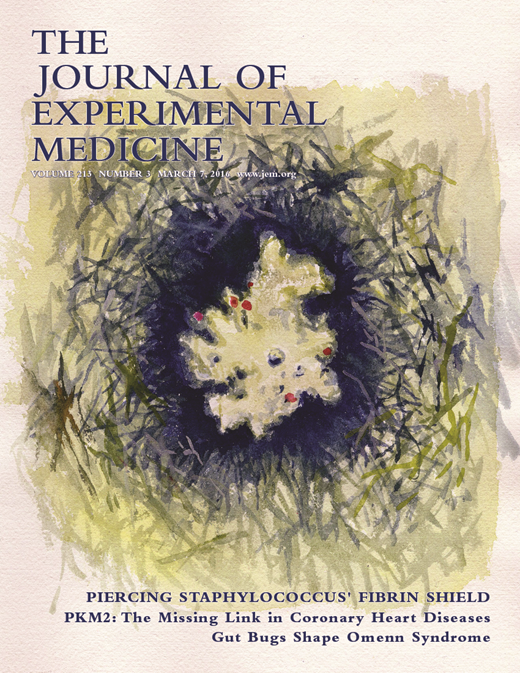 THE
JOURNAL OF
EXPERIMENTAL
MEDICINE
VOLUME 213 NUMBER 3 MARCH 7, 2016 www.jem.org
PIERCING STAPHYLOCOCCUS' FIBRIN SHIELD
PKM2: The Missing Link in Coronary Heart Diseases
Gut Bugs Shape Omenn Syndrome